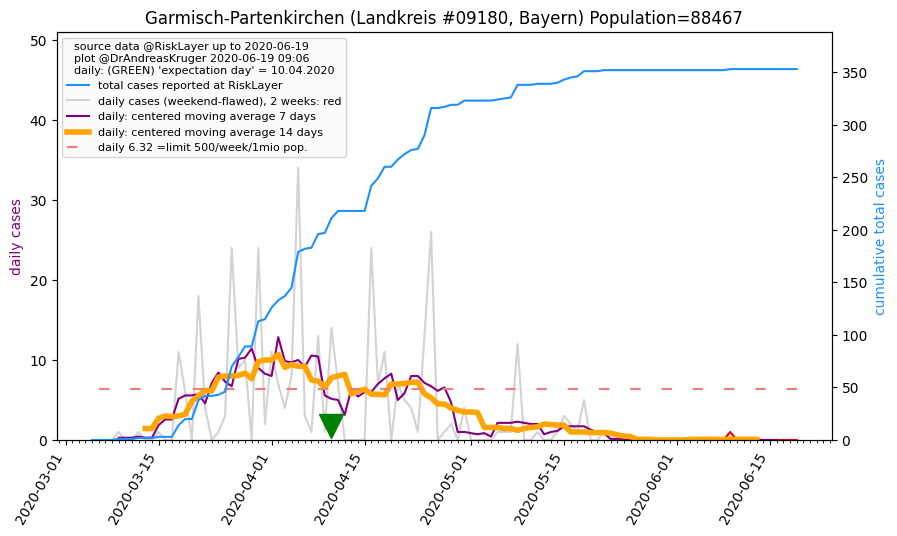 Garmisch-Partenkirchen (Landkreis #09180, Bayern) Population=88467
source data @RiskLayer up to 2020-06-19
plot @DrAndreasKruger 2020-06-19 09:06
daily: (GREEN) 'expectation day' = 10.04.2020
total cases reported at RiskLayer
daily cases (weekend-flawed), 2 weeks: red
daily: centered moving average 7 days
daily: centered moving average 14 days
daily 6.32 =limit 500/week/1mio pop.
daily cases
50
40
30
20
10
0
cumulative total cases
350
300
250
200
150
100
50
0
2020-03-01
2020-03-15
2020-04-01
2020-04-15
2020-05-01
2020-05-15
2020-06-01
2020-06-15